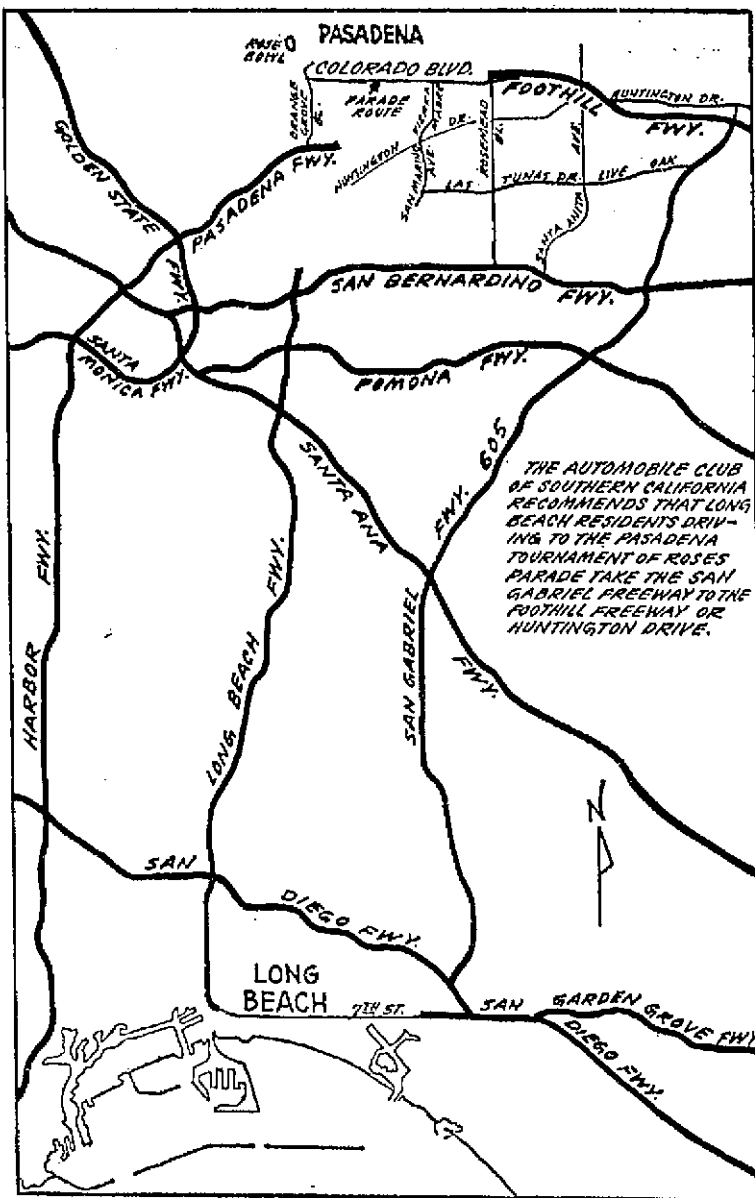 PASADENA
ROSE
BOWL
COLORADO BLVD.
ORANGE
GROVE
BL.
PARADE
ROUTE
SIERRA
MADRE
FOOTHILL
FWY.
HUNTINGTON DR.
HUNTINGTON
DR.
SAN MARINO
AVE.
ROSEMEAD
BL.
LAS TUNAS DR.
LIVE OAK
SANTA ANITA
AVE.
GOLDEN STATE
FWY.
PASADENA FWY.
SAN BERNARDINO
FWY.
SANTA
MONICA FWY.
POMONA FWY.
SANTA ANA
FWY.
FWY. 605
SAN GABRIEL
THE AUTOMOBILE CLUB
OF SOUTHERN CALIFORNIA
RECOMMENDS THAT LONG
BEACH RESIDENTS DRIV-
ING TO THE PASADENA
TOURNAMENT OF ROSES
PARADE TAKE THE SAN
GABRIEL FREEWAY TO THE
FOOTHILL FREEWAY OR
HUNTINGTON DRIVE.
HARBOR FWY.
LONG BEACH FWY.
N
SAN
DIEGO FWY.
LONG
BEACH
7TH ST.
SAN
DIEGO FWY.
GARDEN GROVE FWY